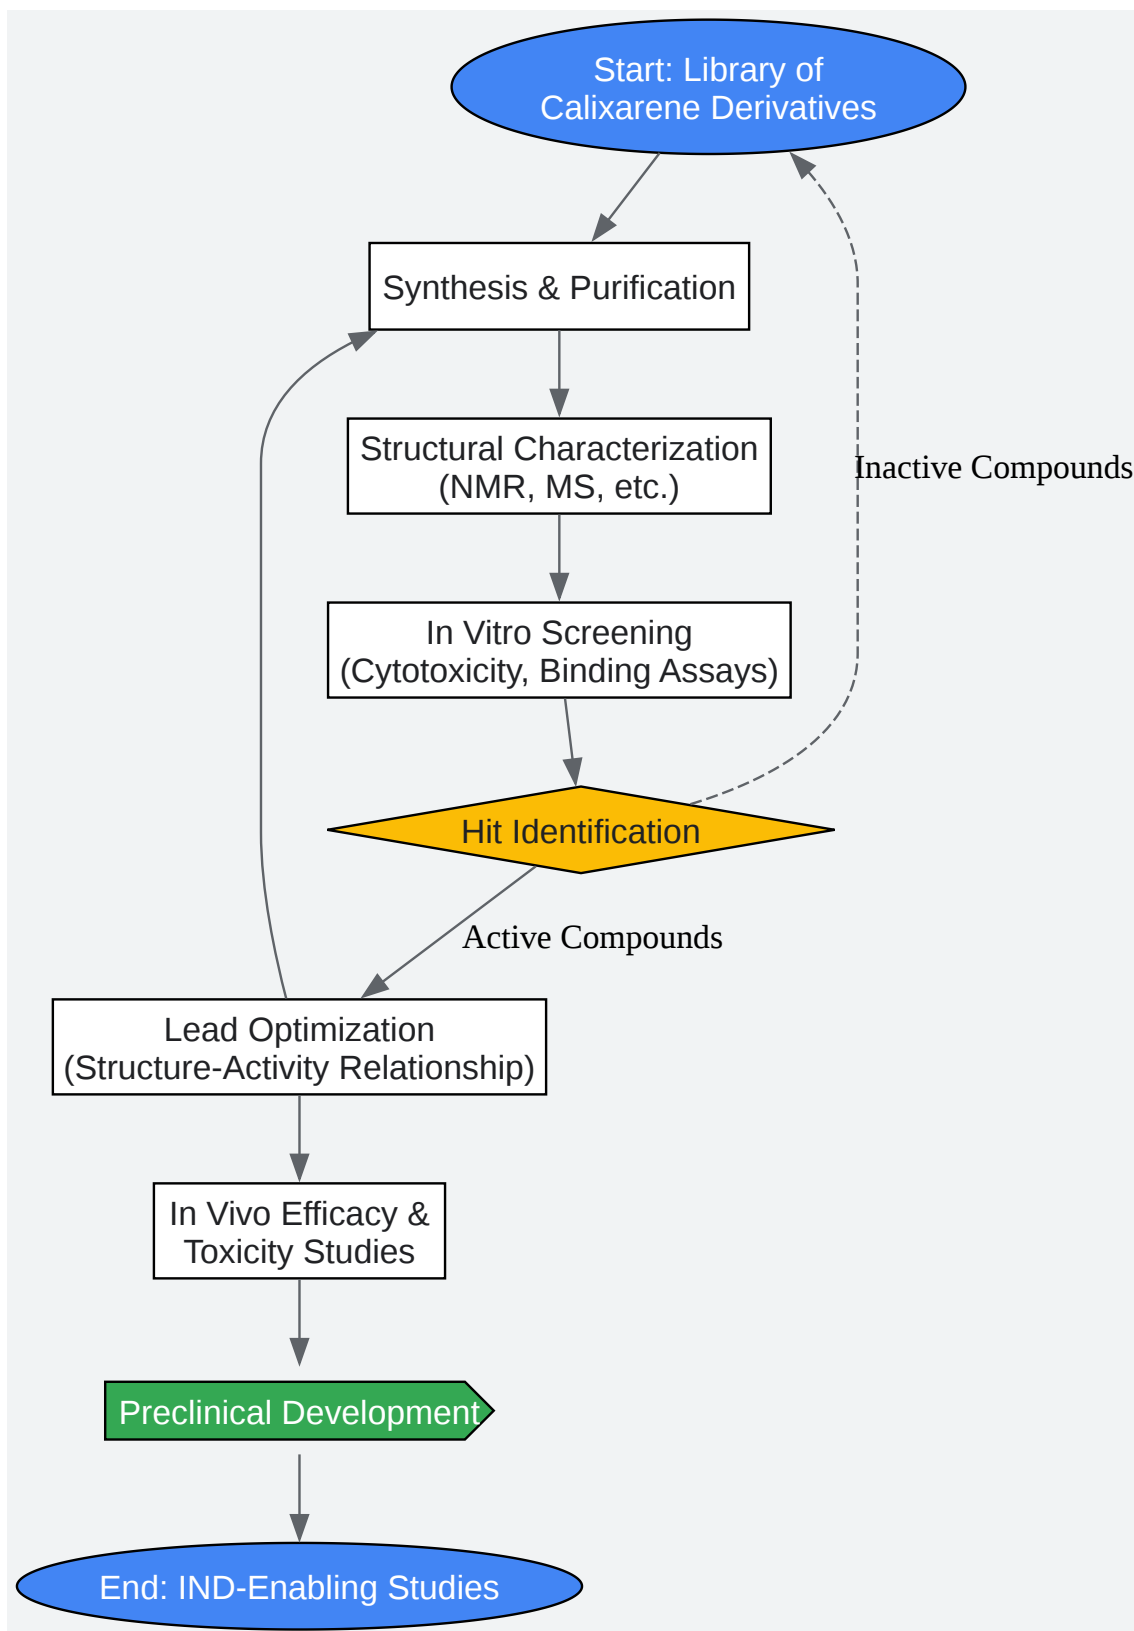 Start: Library of
Calixarene Derivatives
Synthesis & Purification
Structural Characterization
(NMR, MS, etc.)
Inactive Compounds
In Vitro Screening
(Cytotoxicity, Binding Assays)
Hit Identification
Active Compounds
Lead Optimization
(Structure-Activity Relationship)
In Vivo Efficacy &
Toxicity Studies
Preclinical Development
End: IND-Enabling Studies